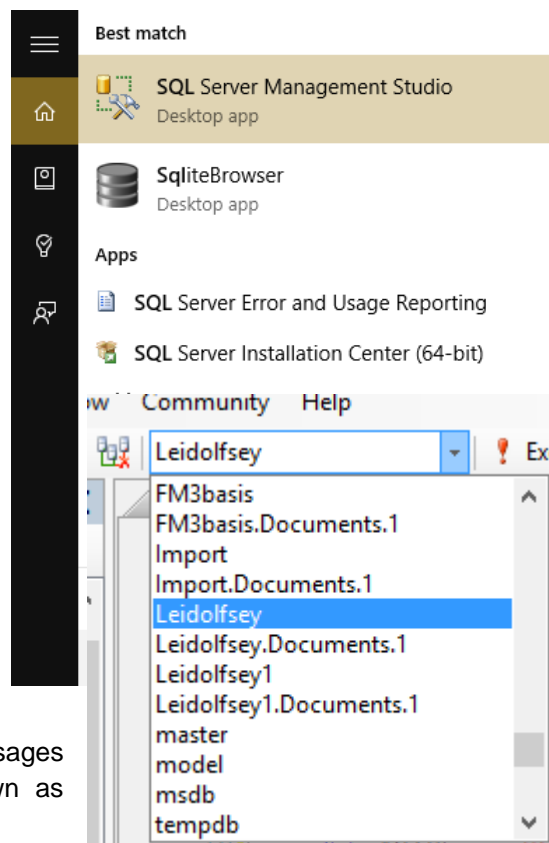 Best match
SQL Server Management Studio
Desktop app
SqliteBrowser
Desktop app
Apps
SQL Server Error and Usage Reporting
SQL Server Installation Center (64-bit)
Community Help
Leidolfsey
FM3basis
FM3basis.Documents.1
Import
Import.Documents.1
Leidolfsey
Leidolfsey.Documents.1
Leidolfsey1
Leidolfsey1.Documents.1
master
model
msdb
tempdb
as